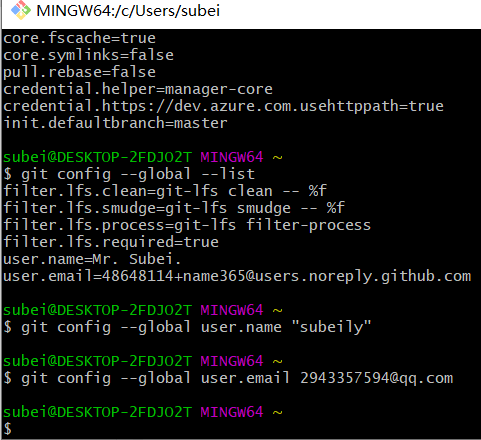 MINGW64:/c/Users/subei
core.fscache=true
core.symlinks=false
pull.rebase=false
credential.helper=manager-core
credential.https://dev.azure.com.usehttppath=true
init.defaultbranch=master
subei@DESKTOP-2FDJO2T MINGW64 ~
$ git config --global --list
filter.lfs.clean=git-lfs clean -- %f
filter.lfs.smudge=git-lfs smudge -- %f
filter.lfs.process=git-lfs filter-process
filter.lfs.required=true
user.name=Mr. Subei.
user.email=48648114+name365@users.noreply.github.com
subei@DESKTOP-2FDJO2T MINGW64 ~
$ git config --global user.name "subeily"
subei@DESKTOP-2FDJO2T MINGW64 ~
$ git config --global user.email 2943357594@qq.com
subei@DESKTOP-2FDJO2T MINGW64 ~
$